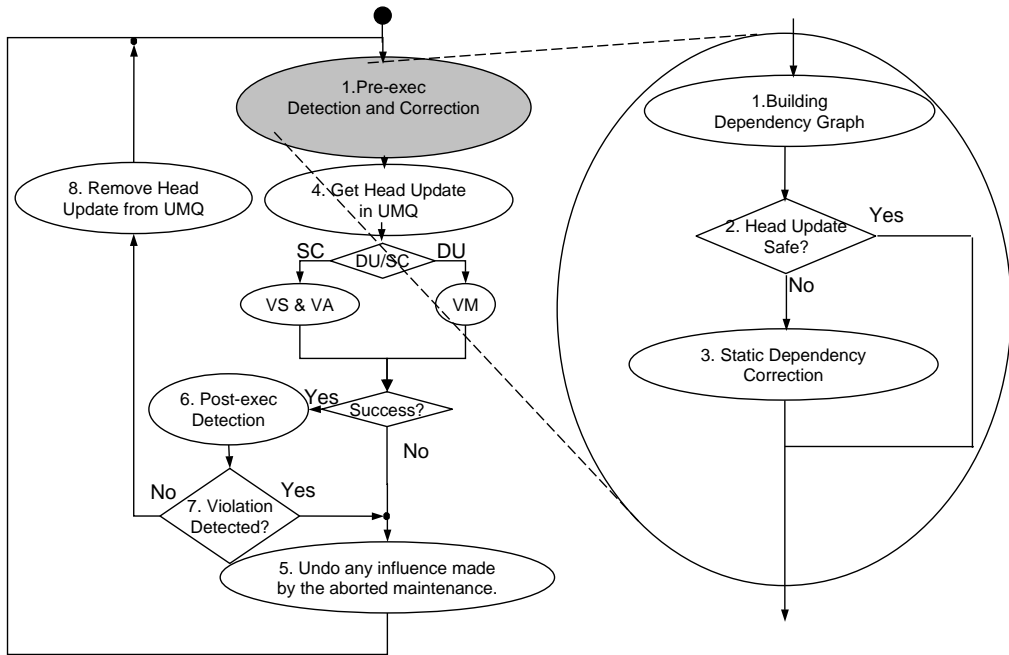 1.Pre-exec
Detection and Correction
1.Building
Dependency Graph
8. Remove Head
Update from UMQ
4. Get Head Update
in UMQ
2. Head Update
Safe?
Yes
No
SC
DU/SC
DU
VS & VA
VM
3. Static Dependency
Correction
6. Post-exec
Detection
Yes
Success?
No
No
7. Violation
Detected?
Yes
5. Undo any influence made
by the aborted maintenance.